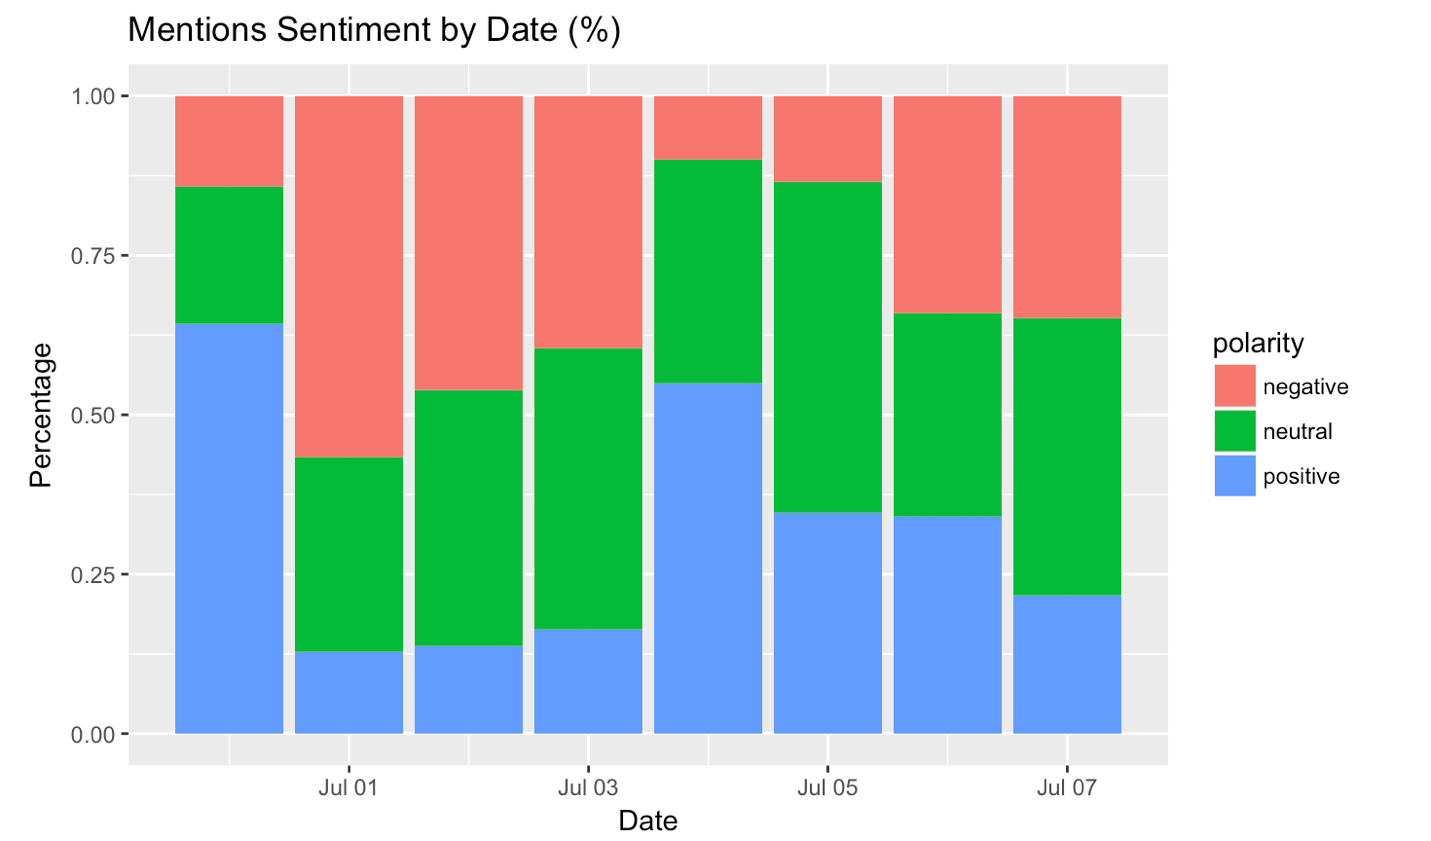 Mentions Sentiment by Date (%)
1.00
0.75
0.50
0.25
0.00
Percentage
Jul 01
Jul 03
Jul 05
Jul 07
Date
polarity
negative
neutral
positive